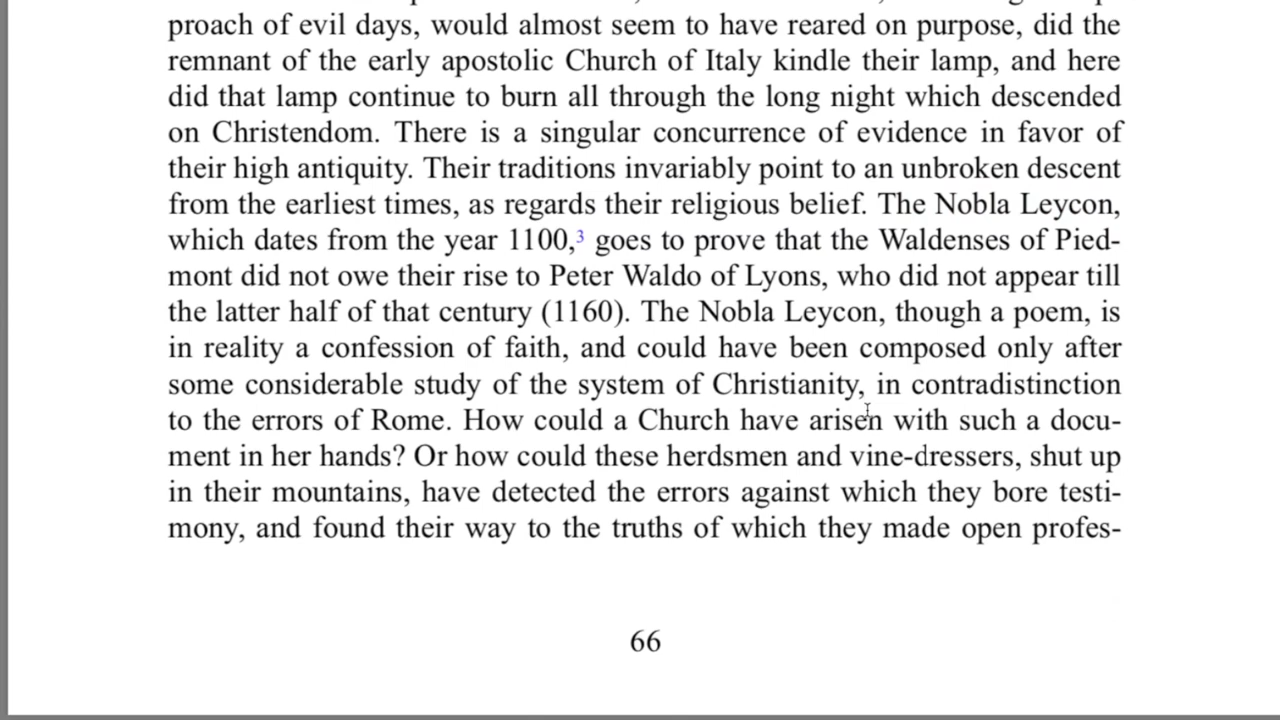 proach of evil days, would almost seem to have reared on purpose, did the
remnant of the early apostolic Church of Italy kindle their lamp, and here
did that lamp continue to burn all through the long night which descended
on Christendom. There is a singular concurrence of evidence in favor of
their high antiquity. Their traditions invariably point to an unbroken descent
from the earliest times, as regards their religious belief. The Nobla Leycon,
which dates from the year 1100,3 goes to prove that the Waldenses of Pied-
mont did not owe their rise to Peter Waldo of Lyons, who did not appear till
the latter half of that century (1160). The Nobla Leycon, though a poem, is
in reality a confession of faith, and could have been composed only after
some considerable study of the system of Christianity, in contradistinction
to the errors of Rome. How could a Church have arisen with such a docu-
ment in her hands? Or how could these herdsmen and vine-dressers, shut up
in their mountains, have detected the errors against which they bore testi-
mony, and found their way to the truths of which they made open profes-
66